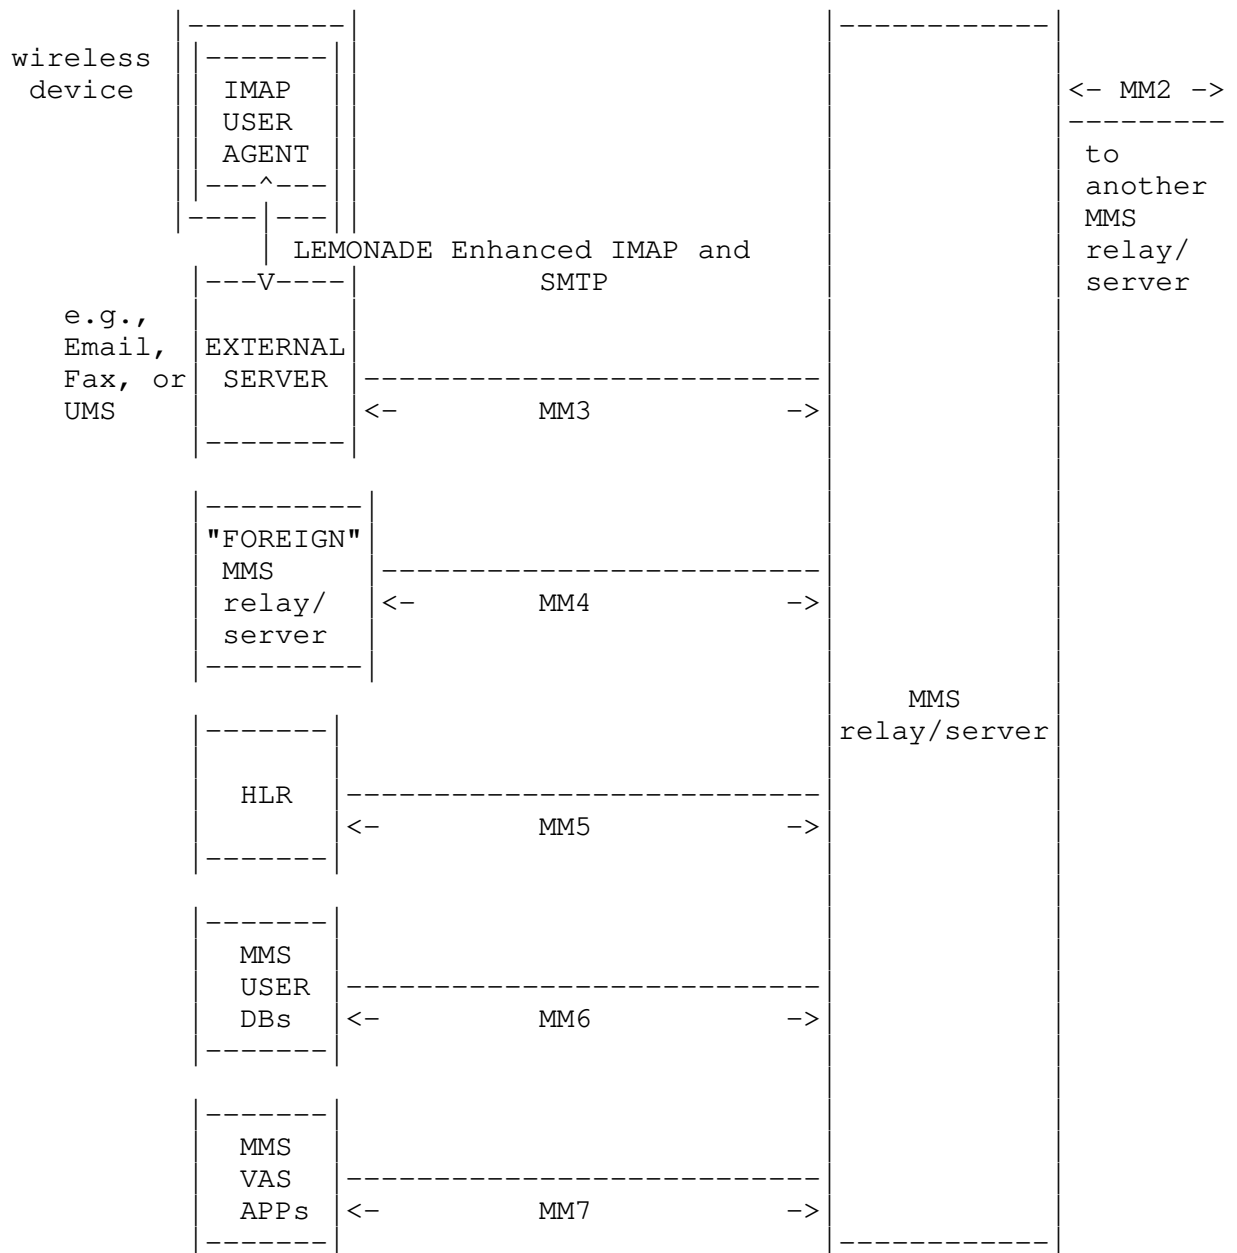 wireless
device
IMAP
USER
AGENT
<- MM2 ->
to
another
MMS
relay/
server
LEMONADE Enhanced IMAP and
SMTP
e.g.,
Email,
Fax, or
UMS
EXTERNAL
SERVER
<- MM3 ->
"FOREIGN"
MMS
relay/
server
<- MM4 ->
MMS
relay/server
HLR
<- MM5 ->
MMS
USER
DBs
<- MM6 ->
MMS
VAS
APPs
<- MM7 ->